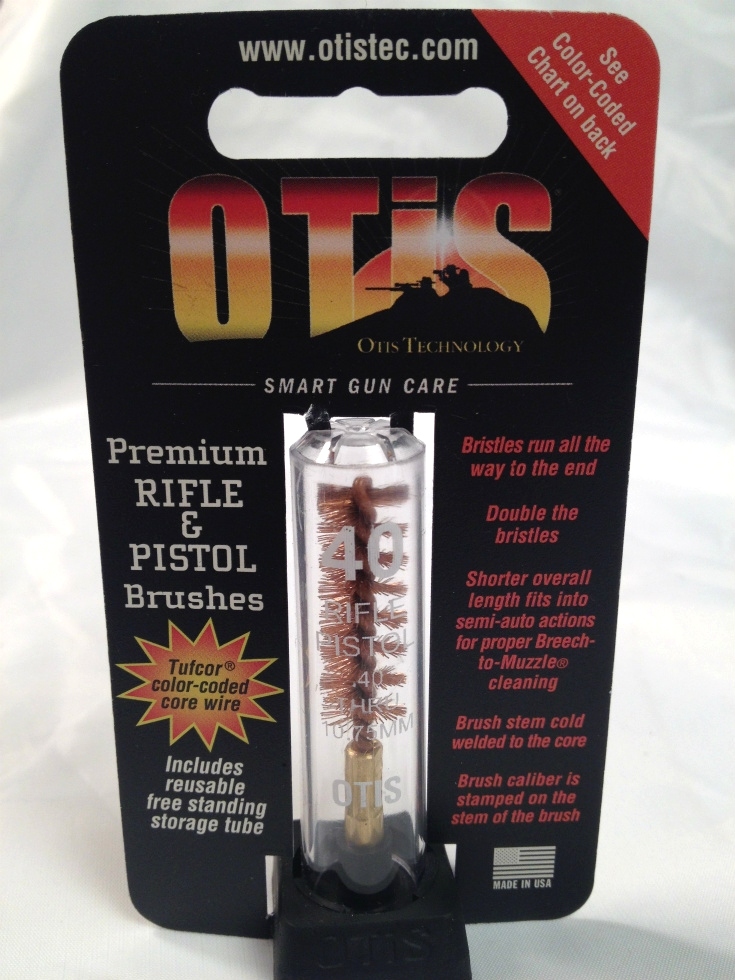 www.otistec.com
See
Color-Coded
Chart on back
OTiS
OTIS TECHNOLOGY
SMART GUN CARE
Premium
RIFLE
&
PISTOL
Brushes
Tufcor®
color-coded
core wire
Includes
reusable
free standing
storage tube
40
RIFLE
PISTOL
.40
THRU
10.75MM
OTIS
Bristles run all the
way to the end
Double the
bristles
Shorter overall
length fits into
semi-auto actions
for proper Breech-
to-Muzzle®
cleaning
Brush stem cold
welded to the core
Brush caliber is
stamped on the
stem of the brush
MADE IN USA
OTIS